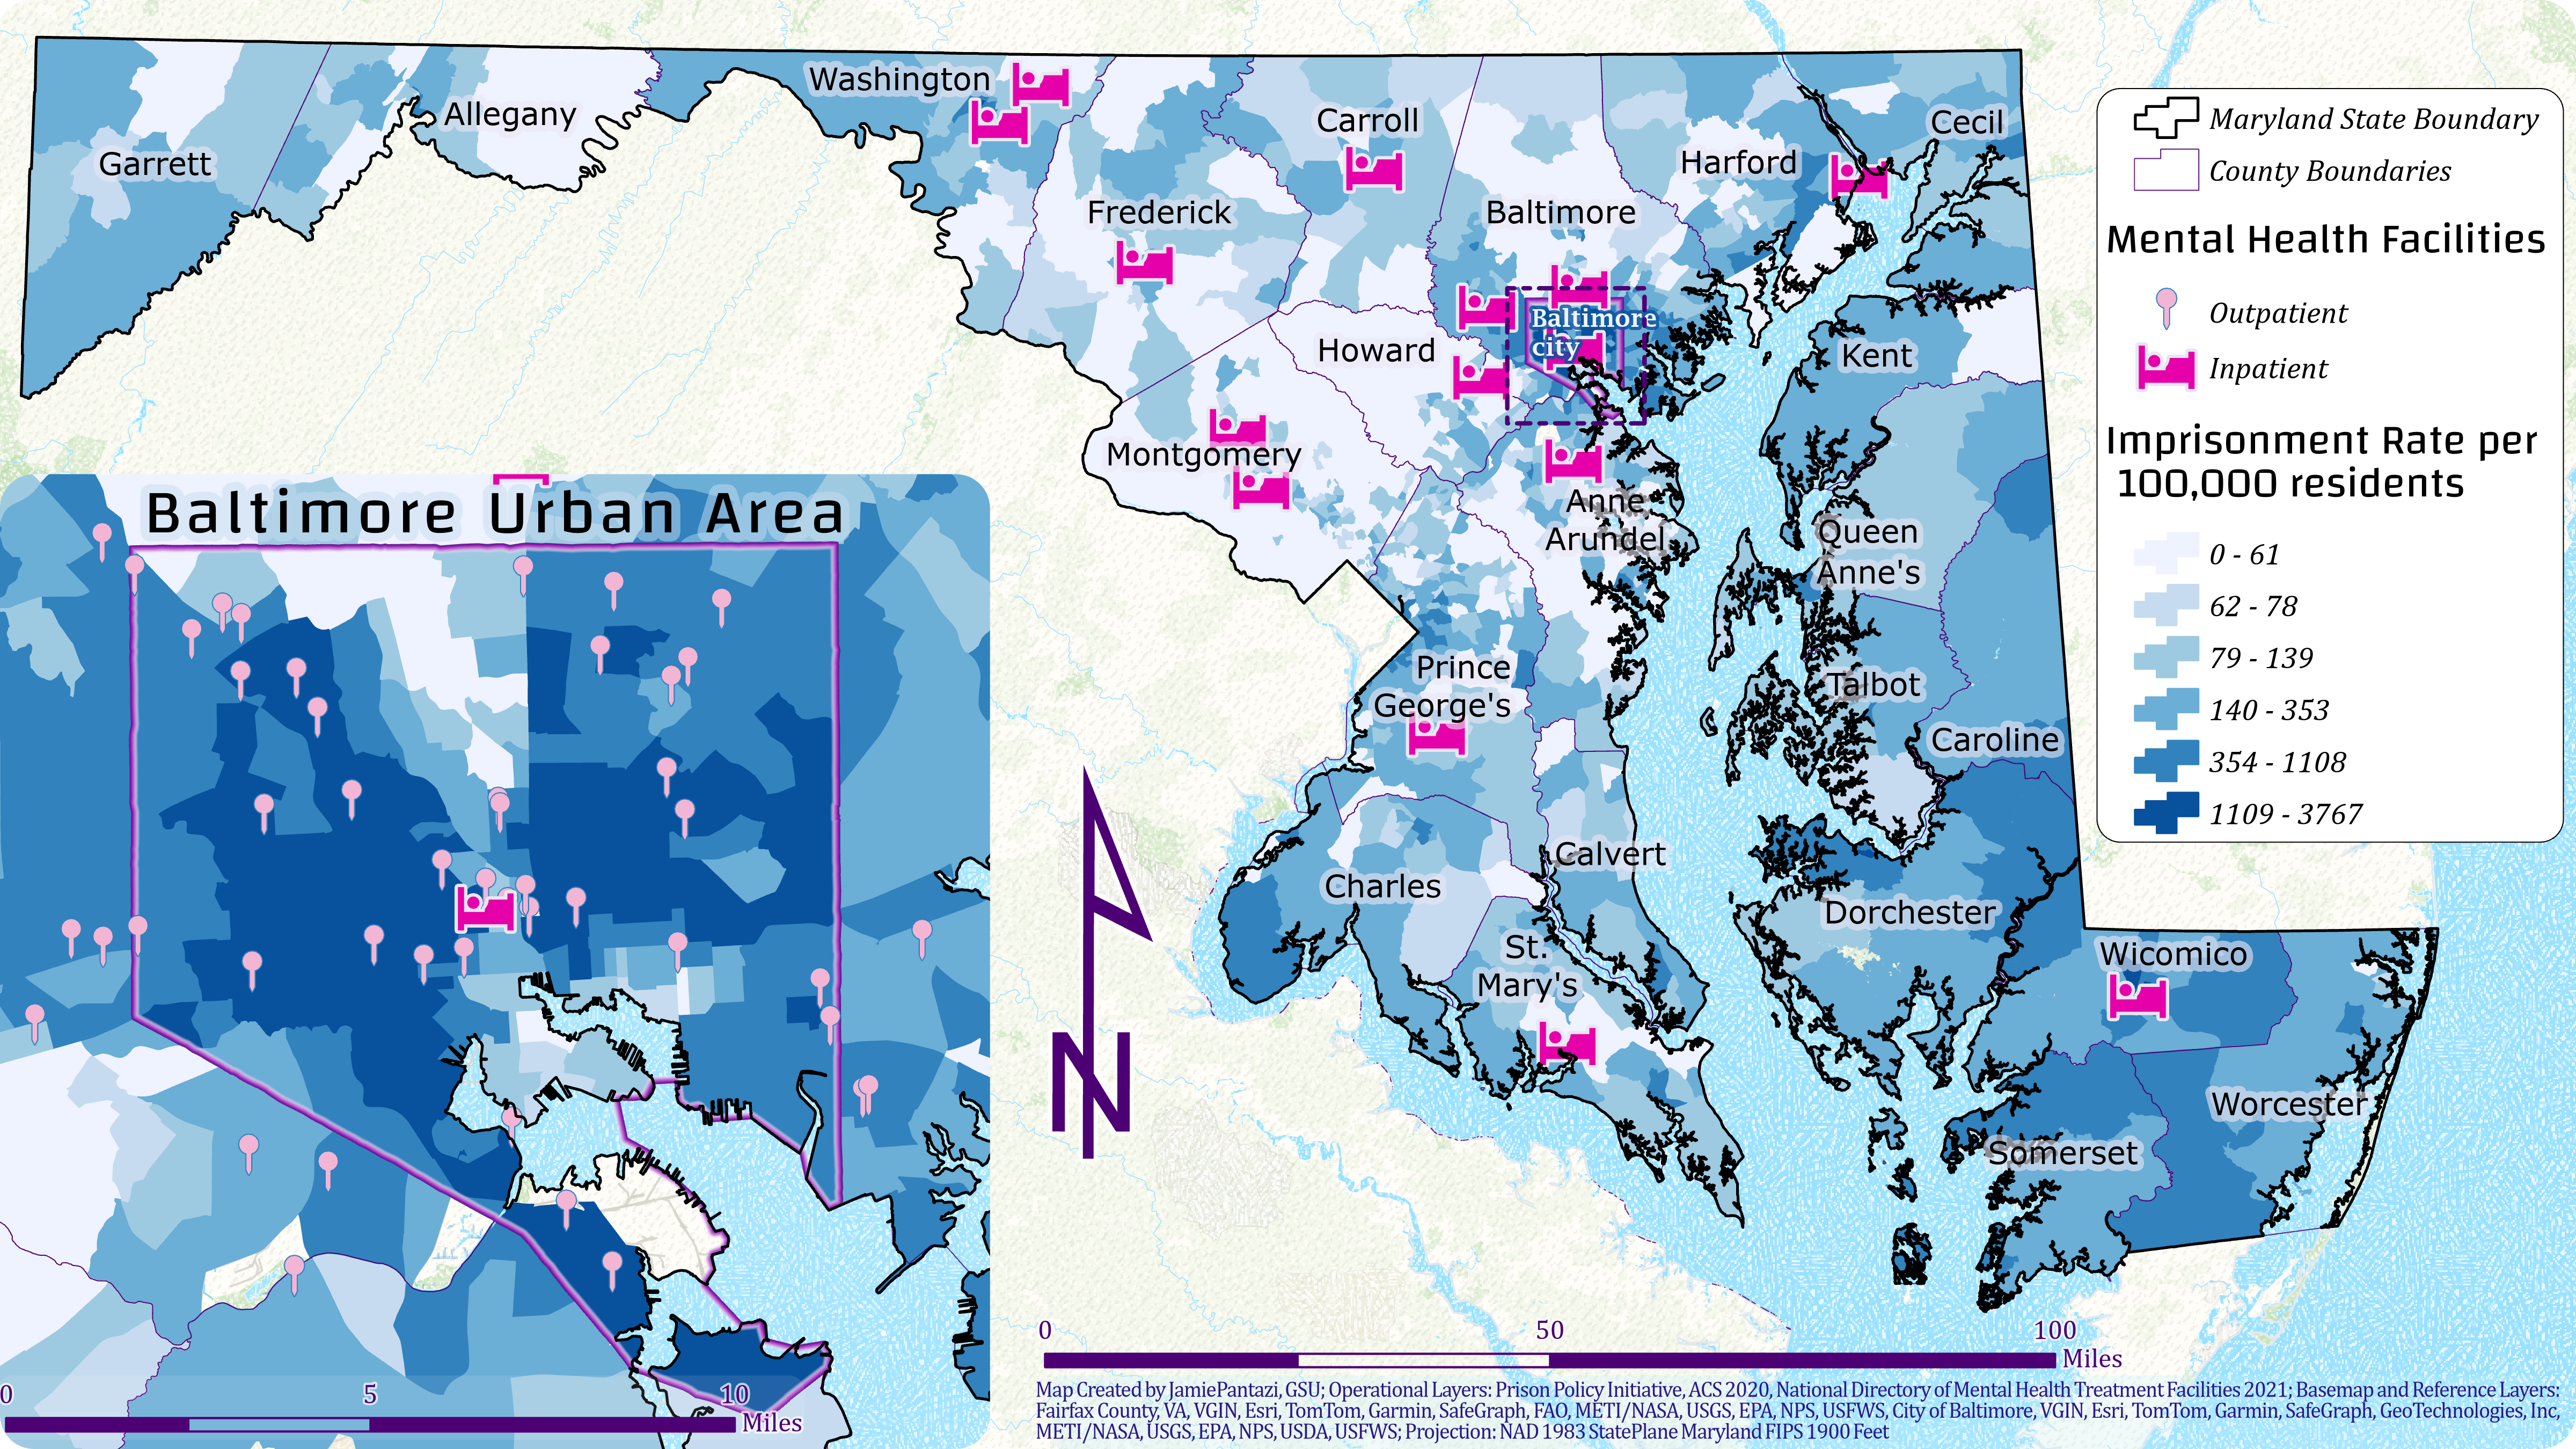 Washington
Allegany
Garrett
Carroll
Cecil
Harford
Frederick
Baltimore
Baltimore
city
Howard
Kent
Montgomery
Anne
Arundel
Queen
Anne's
Prince
George's
Talbot
Caroline
Calvert
Charles
Dorchester
St.
Mary's
Wicomico
Worcester
Somerset
Maryland State Boundary
County Boundaries
Mental Health Facilities
Outpatient
Inpatient
Imprisonment Rate per
100,000 residents
0 - 61
62 - 78
79 - 139
140 - 353
354 - 1108
1109 - 3767
Baltimore Urban Area
0 5 10
Miles
N
0 50 100
Miles
Map Created by JamiePantazi, GSU; Operational Layers: Prison Policy Initiative, ACS 2020, National Directory of Mental Health Treatment Facilities 2021; Basemap and Reference Layers:
Fairfax County, VA, VGIN, Esri, TomTom, Garmin, SafeGraph, FAO, METI/NASA, USGS, EPA, NPS, USFWS, City of Baltimore, VGIN, Esri, TomTom, Garmin, SafeGraph, GeoTechnologies, Inc,
METI/NASA, USGS, EPA, NPS, USDA, USFWS; Projection: NAD 1983 StatePlane Maryland FIPS 1900 Feet